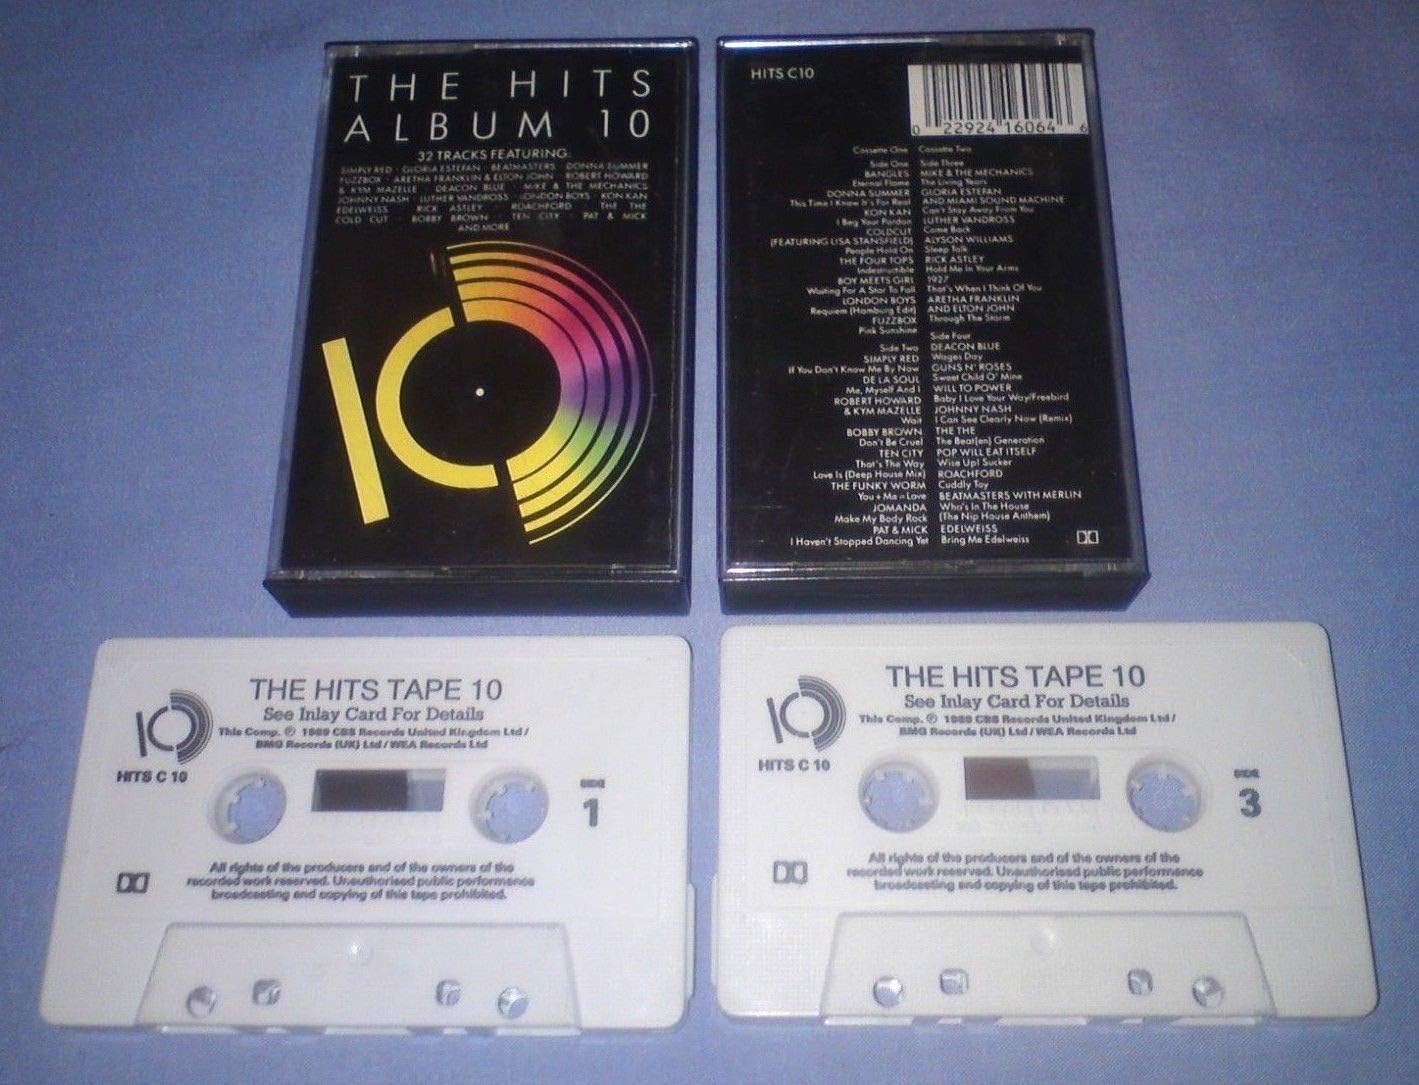 THE HITS
ALBUM 10
32 TRACKS FEATURING:
SIMPLY RED · GLORIA ESTEFAN · BEATMASTERS · DONNA SUMMER
FUZZBOX · ARETHA FRANKLIN & ELTON JOHN · ROBERT HOWARD
& KYM MAZELLE · DEACON BLUE · MIKE & THE MECHANICS
JOHNNY NASH · LUTHER VANDROSS · LONDON BOYS · KON KAN
EDELWEISS · RICK ASTLEY · ROACHFORD · THE THE
COLD CUT · BOBBY BROWN · TEN CITY · PAT & MICK
AND MORE
HITS C10
0 22924 16064 6
Cassette One
Side One
BANGLES
Eternal Flame
DONNA SUMMER
This Time I Know It's For Real
KON KAN
I Beg Your Pardon
COLDCUT
(FEATURING LISA STANSFIELD)
People Hold On
THE FOUR TOPS
Indestructible
BOY MEETS GIRL
Waiting For A Star To Fall
LONDON BOYS
Requiem (Hamburg Edit)
FUZZBOX
Pink Sunshine
Side Two
SIMPLY RED
If You Don't Know Me By Now
DE LA SOUL
Me, Myself And I
ROBERT HOWARD
& KYM MAZELLE
Wait
BOBBY BROWN
Don't Be Cruel
TEN CITY
That's The Way
Love Is (Deep House Mix)
THE FUNKY WORM
You + Me = Love
JOMANDA
Make My Body Rock
PAT & MICK
I Haven't Stopped Dancing Yet
Cassette Two
Side Three
MIKE & THE MECHANICS
The Living Years
GLORIA ESTEFAN
AND MIAMI SOUND MACHINE
Can't Stay Away From You
LUTHER VANDROSS
Come Back
ALYSON WILLIAMS
Sleep Talk
RICK ASTLEY
Hold Me In Your Arms
1927
That's When I Think Of You
ARETHA FRANKLIN
AND ELTON JOHN
Through The Storm
Side Four
DEACON BLUE
Wages Day
GUNS N' ROSES
Sweet Child O' Mine
WILL TO POWER
Baby I Love Your Way/Freebird
JOHNNY NASH
I Can See Clearly Now (Remix)
THE THE
The Beat(en) Generation
POP WILL EAT ITSELF
Wise Up! Sucker
ROACHFORD
Cuddly Toy
BEATMASTERS WITH MERLIN
Who's In The House
(The Nip House Anthem)
EDELWEISS
Bring Me Edelweiss
THE HITS TAPE 10
See Inlay Card For Details
This Comp. ℗ 1989 CBS Records United Kingdom Ltd /
BMG Records (UK) Ltd / WEA Records Ltd
HITS C 10
SIDE
1
All rights of the producers and of the owners of the
recorded work reserved. Unauthorised public performance
broadcasting and copying of this tape prohibited.
THE HITS TAPE 10
See Inlay Card For Details
This Comp. ℗ 1989 CBS Records United Kingdom Ltd /
BMG Records (UK) Ltd / WEA Records Ltd
HITS C 10
SIDE
3
All rights of the producers and of the owners of the
recorded work reserved. Unauthorised public performance
broadcasting and copying of this tape prohibited.